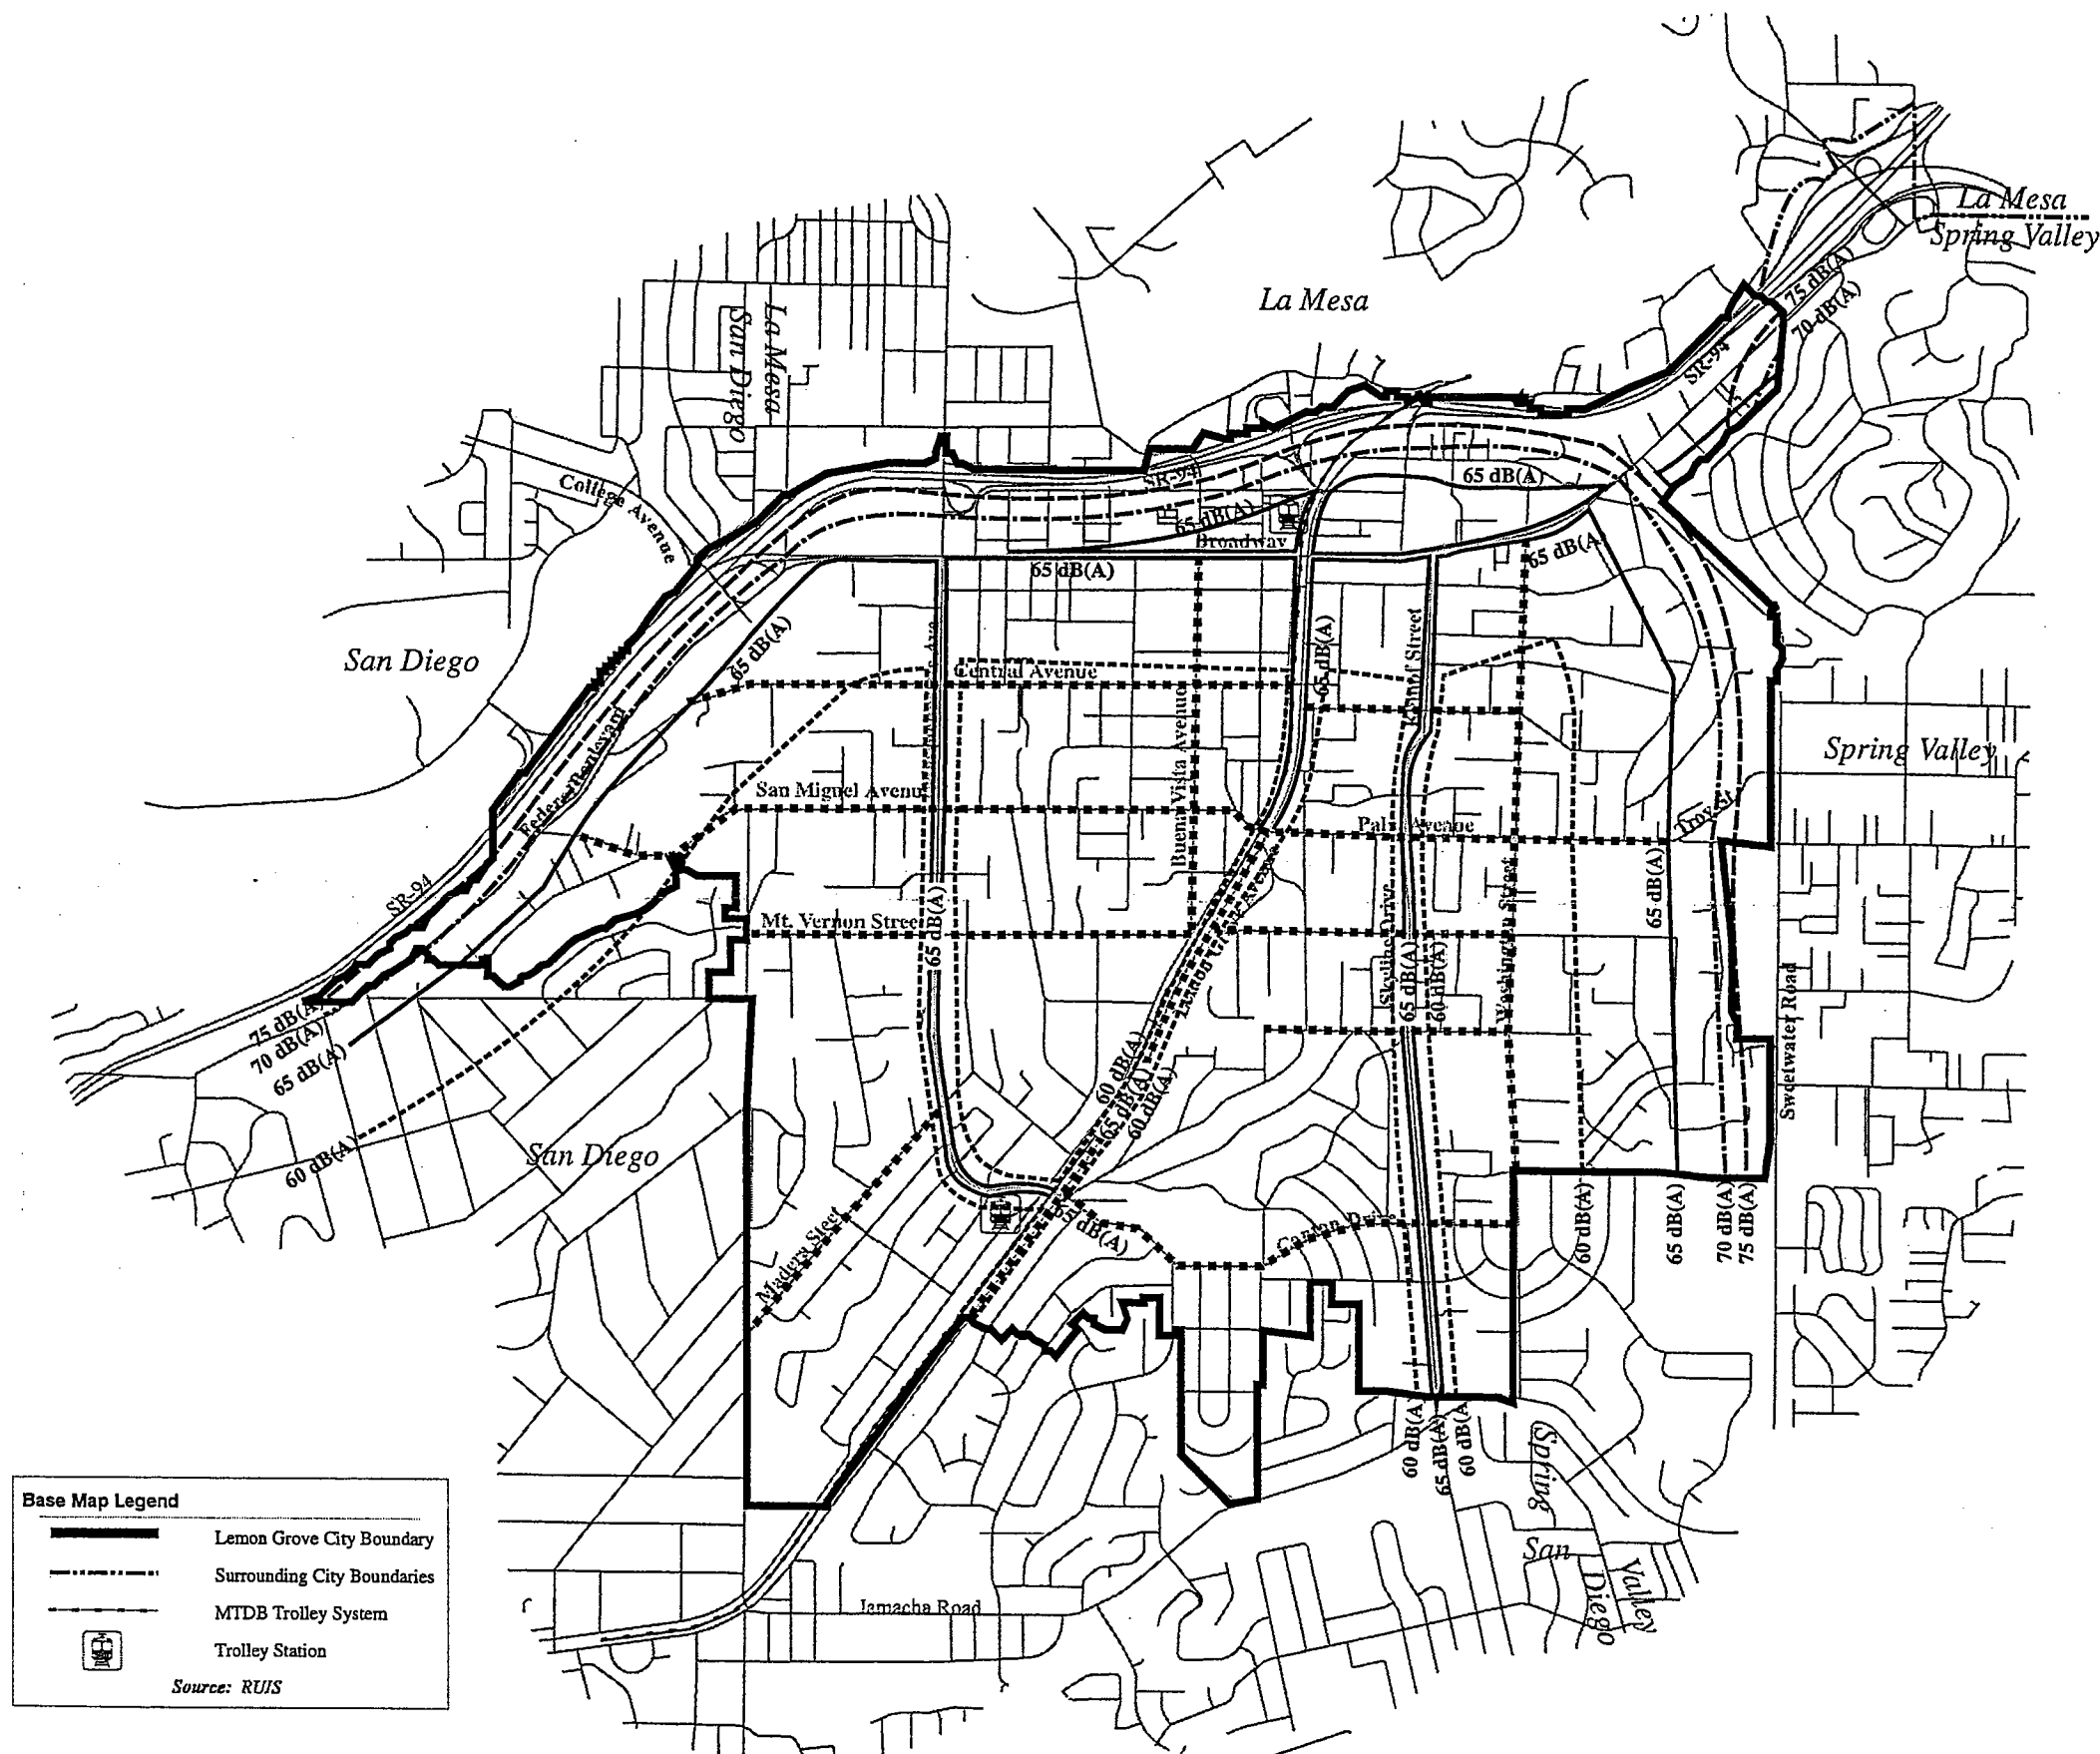 La Mesa
Spring Valley
75 dB(A)
70 dB(A)
La Mesa
La Mesa
San Diego
SR-94
College Avenue
SR-94
65 dB(A)
65 dB(A)
Broadway
65 dB(A)
65 dB(A
San Diego
65 dB(A)
65 dB(A)
Street
Central Avenue
Federal Boulevard
Buena Vista Avenue
Spring Valley
San Miguel Avenu
Troy St
Palm Avenue
SR-94
65 dB(A)
Mt. Vernon Street
65 dB(A)
Skyline Drive
65 dB(A)
60 dB(A)
Washington Street
Sweetwater Road
75 dB(A)
70 dB(A)
65 dB(A)
60 dB(A)
65 dB(A)
60 dB(A)
60 dB(A)
San Diego
Madera Steet
65 dB(A)
Canton Drive
60 dB(A)
65 dB(A)
70 dB(A)
75 dB(A)
60 dB(A)
65 dB(A)
60 dB(A
Spring
Valley
San
Diego
Jamacha Road
Base Map Legend
Lemon Grove City Boundary
Surrounding City Boundaries
MTDB Trolley System
Trolley Station
Source: RUIS